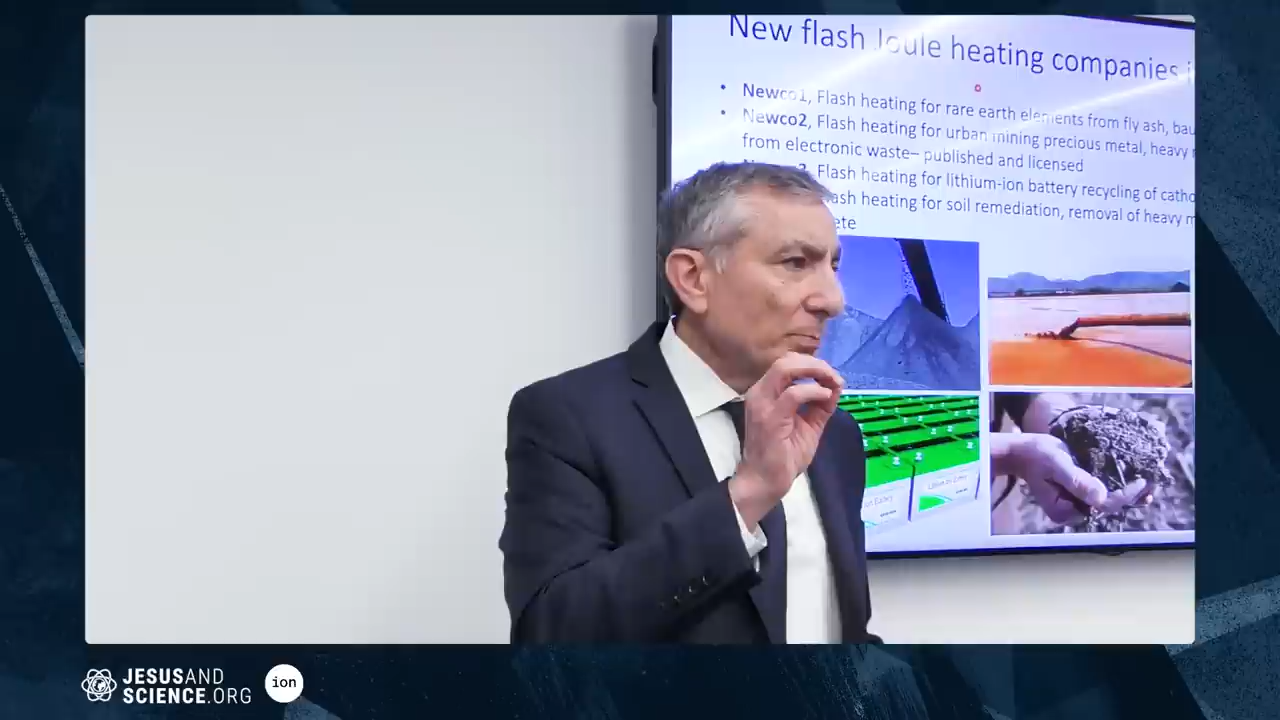 New flash Joule heating companies
• Newco1, Flash heating for rare earth elements from fly ash,
• Newco2, Flash heating for urban mining precious metal, heavy
from electronic waste– published and licensed
Flash heating for lithium-ion battery recycling of
heating for soil remediation, removal of heavy
JESUSAND
SCIENCE.ORG
ion